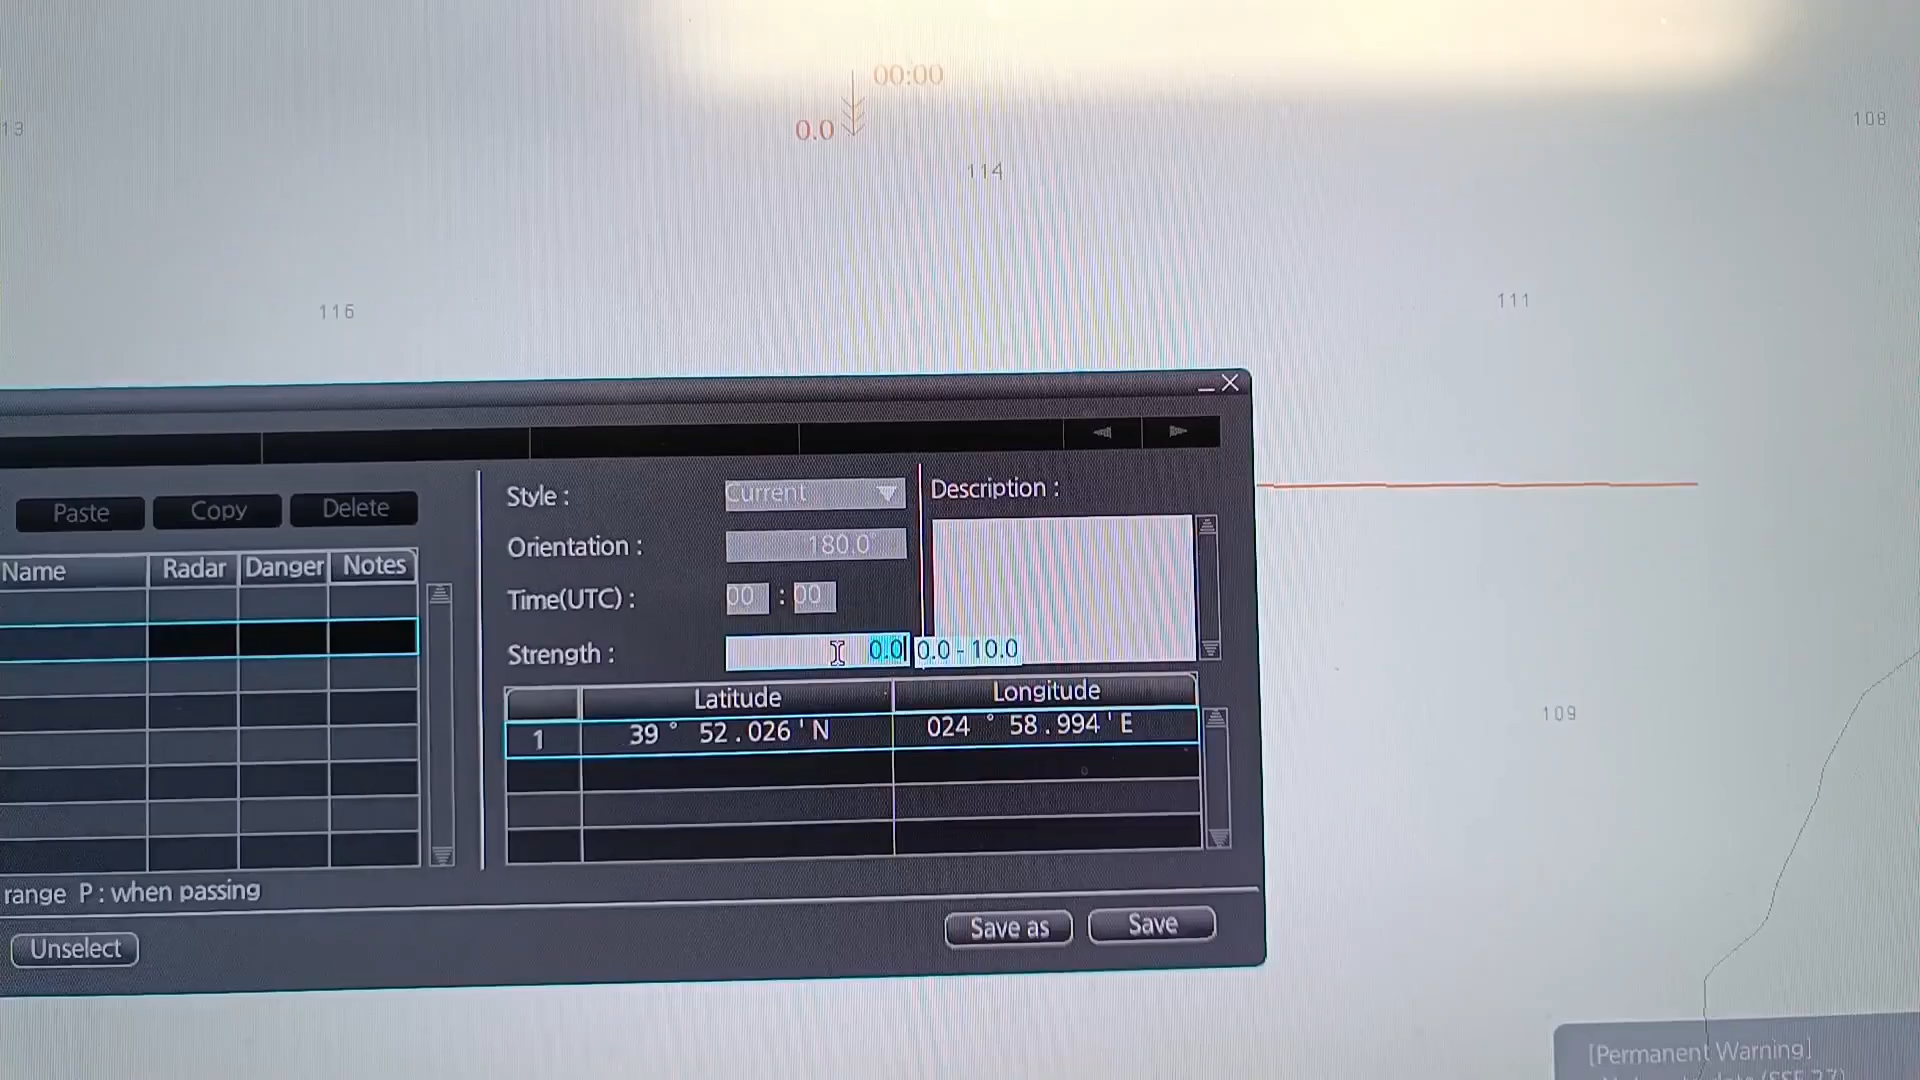 00:00
0.0
13
108
114
116
111
Paste Copy Delete
Name Radar Danger Notes
Style : Current
Orientation : 180.0
Time(UTC) : 00 : 00
Strength : 0.0 0.0 - 10.0
Description :
Latitude Longitude
1 39 ° 52.026 ' N 024 ° 58.994 ' E
109
range P : when passing
Unselect Save as Save
[Permanent Warning]